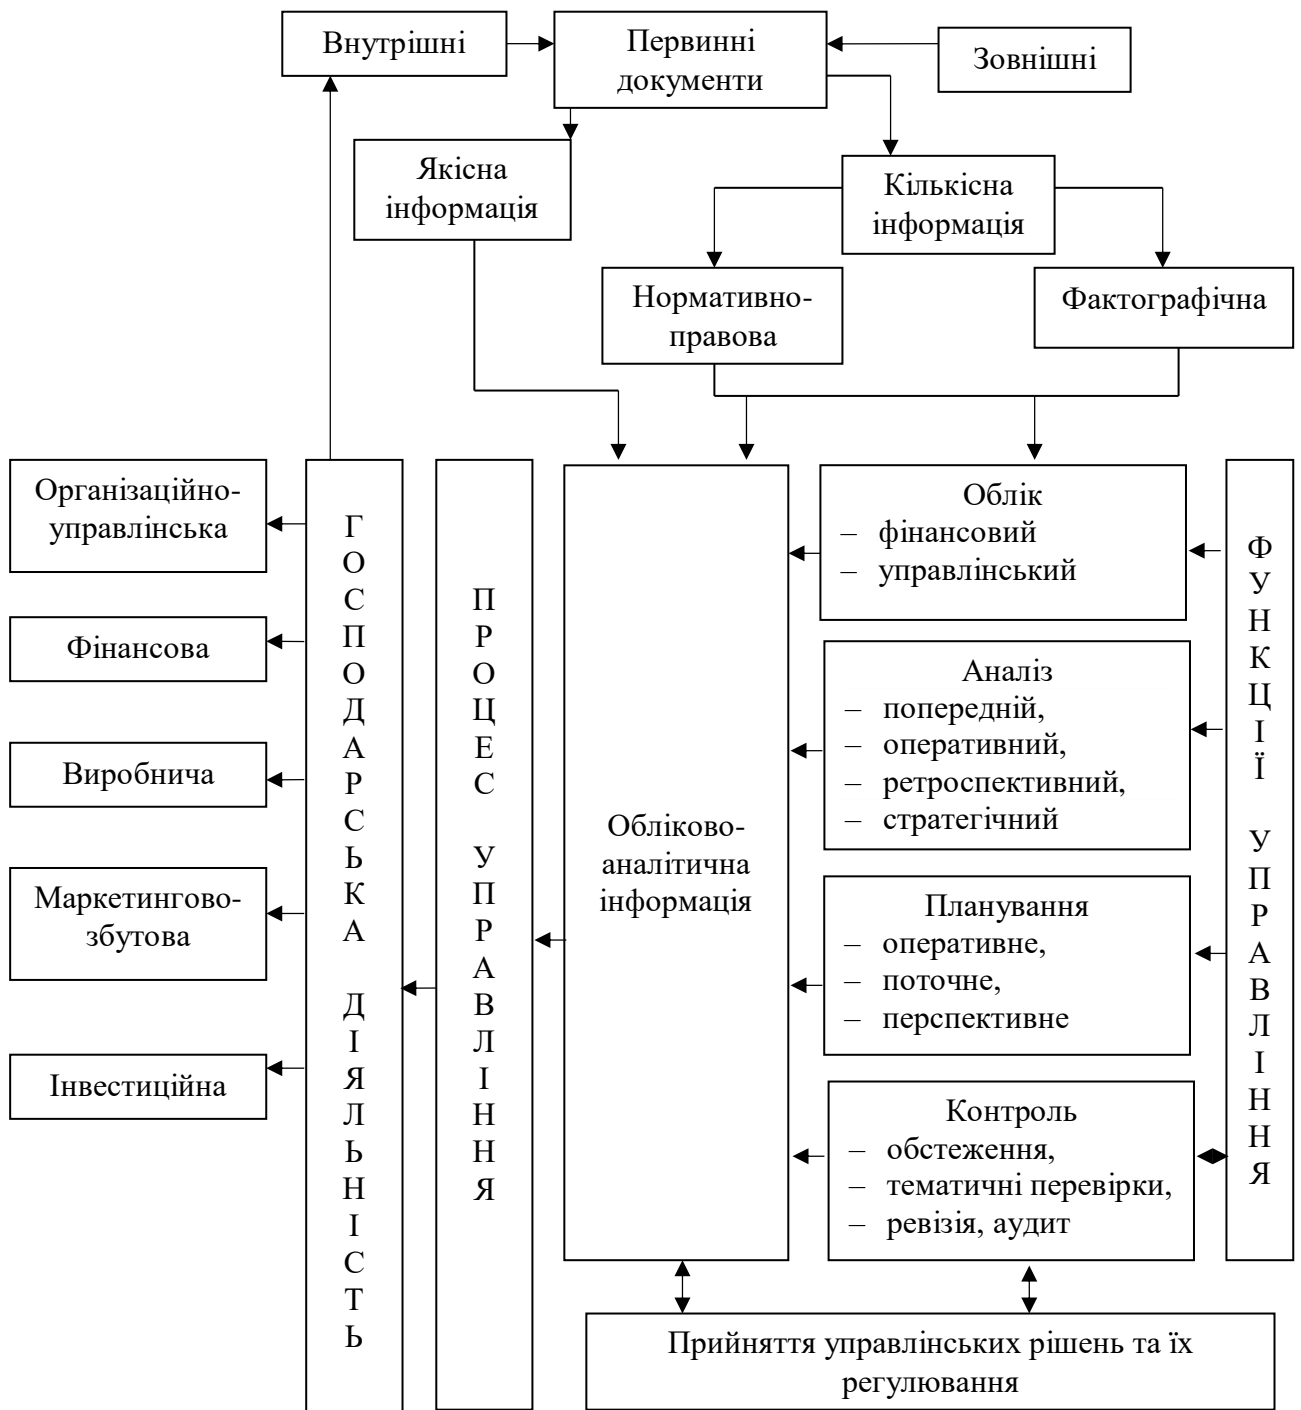 Внутрішні
Первинні
документи
Зовнішні
Якісна
інформація
Кількісна
інформація
Нормативно-
правова
Фактографічна
Організаційно-
управлінська
Фінансова
Виробнича
Маркетингово-
збутова
Інвестиційна
ГОСПОДАРСЬКА ДІЯЛЬНІСТЬ
ПРОЦЕС УПРАВЛІННЯ
Обліково-
аналітична
інформація
Облік
– фінансовий
– управлінський
Аналіз
– попередній,
– оперативний,
– ретроспективний,
– стратегічний
Планування
– оперативне,
– поточне,
– перспективне
Контроль
– обстеження,
– тематичні перевірки,
– ревізія, аудит
ФУНКЦІЇ УПРАВЛІННЯ
Прийняття управлінських рішень та їх
регулювання